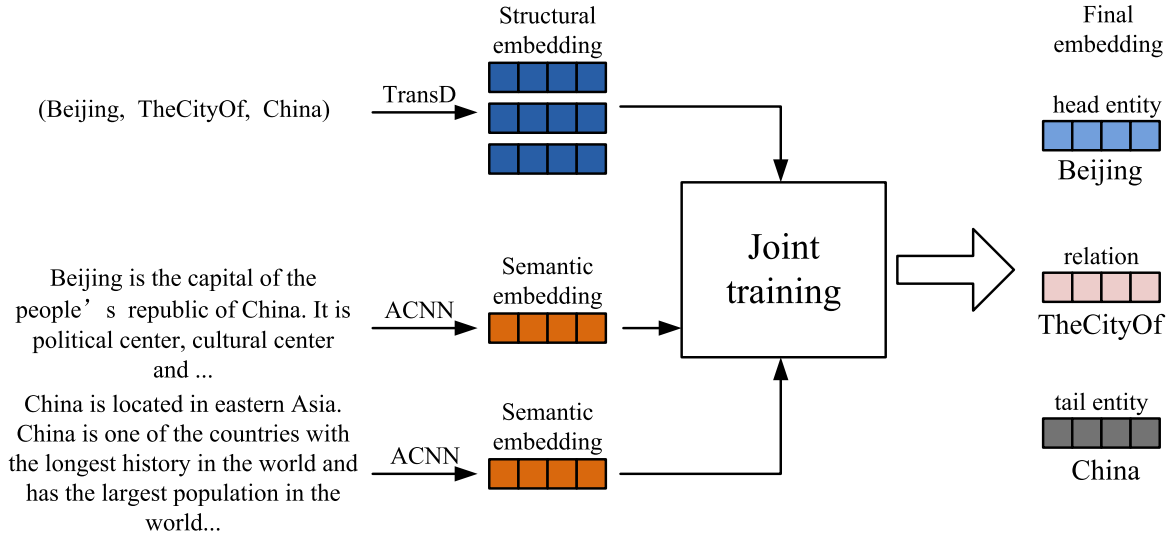 Structural
embedding
Final
embedding
(Beijing, TheCityOf, China)
TransD
head entity
Beijing
Joint
training
Beijing is the capital of the
people’s republic of China. It is
political center, cultural center
and ...
ACNN
Semantic
embedding
relation
TheCityOf
China is located in eastern Asia.
China is one of the countries with
the longest history in the world and
has the largest population in the
world...
ACNN
Semantic
embedding
tail entity
China